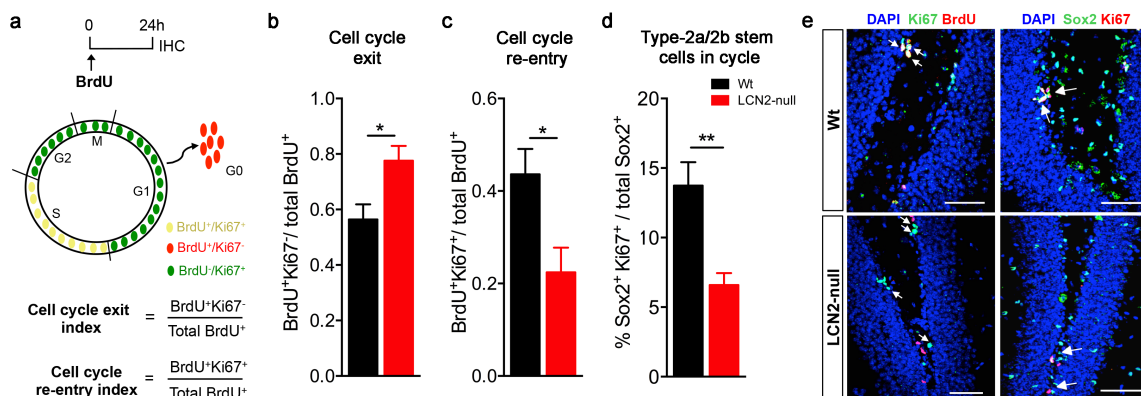 a
0 24h
IHC
BrdU
M
G2
G1
S
G0
BrdU⁺/Ki67⁺
BrdU⁺/Ki67⁻
BrdU⁻/Ki67⁺
Cell cycle exit index = BrdU⁺Ki67⁻ / Total BrdU⁺
Cell cycle re-entry index = BrdU⁺Ki67⁺ / Total BrdU⁺
b
Cell cycle
exit
BrdU⁺Ki67⁻/ total BrdU⁺
1.0
0.8
0.6
0.4
0.2
0.0
*
c
Cell cycle
re-entry
BrdU⁺Ki67⁺/ total BrdU⁺
0.6
0.4
0.2
0.0
*
d
Type-2a/2b stem
cells in cycle
Wt
LCN2-null
% Sox2⁺ Ki67⁺ / total Sox2⁺
20
15
10
5
0
**
e
DAPI Ki67 BrdU
DAPI Sox2 Ki67
Wt
LCN2-null